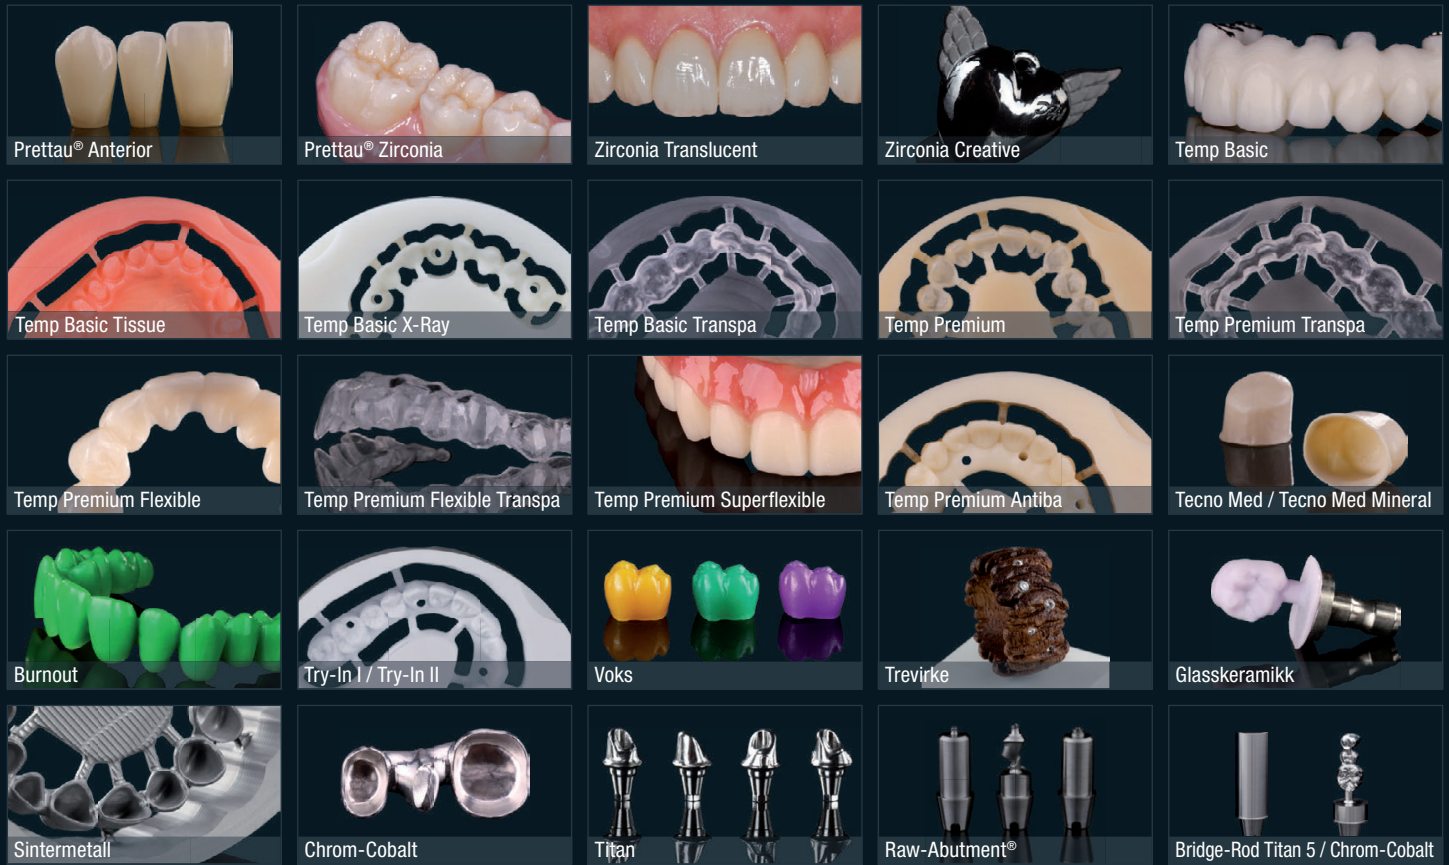 Prettau® Anterior
Prettau® Zirconia
Zirconia Translucent
Zirconia Creative
Temp Basic
Temp Basic Tissue
Temp Basic X-Ray
Temp Basic Transpa
Temp Premium
Temp Premium Transpa
Temp Premium Flexible
Temp Premium Flexible Transpa
Temp Premium Superflexible
Temp Premium Antiba
Tecno Med / Tecno Med Mineral
Burnout
Try-In I / Try-In II
Voks
Trevirke
Glasskeramikk
Sintermetall
Chrom-Cobalt
Titan
Raw-Abutment®
Bridge-Rod Titan 5 / Chrom-Cobalt